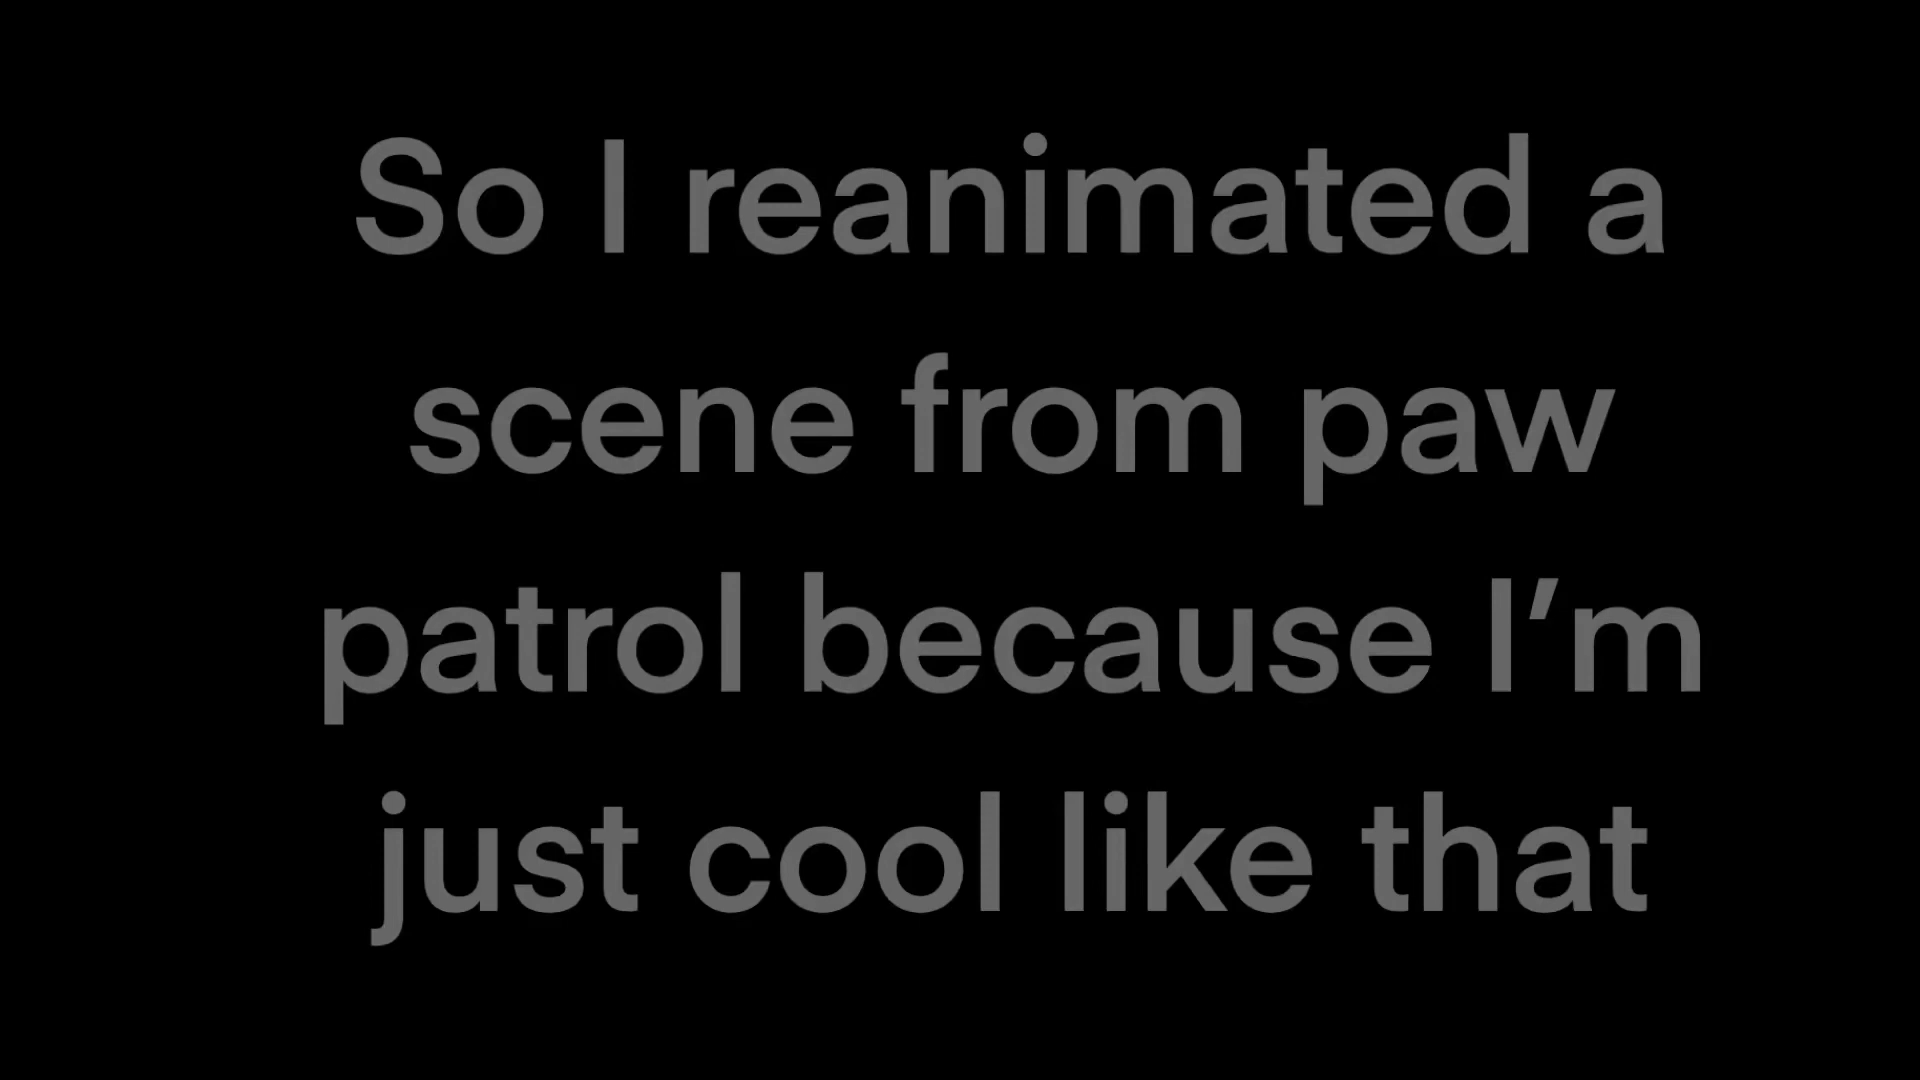 So I reanimated a
scene from paw
patrol because I’m
just cool like that